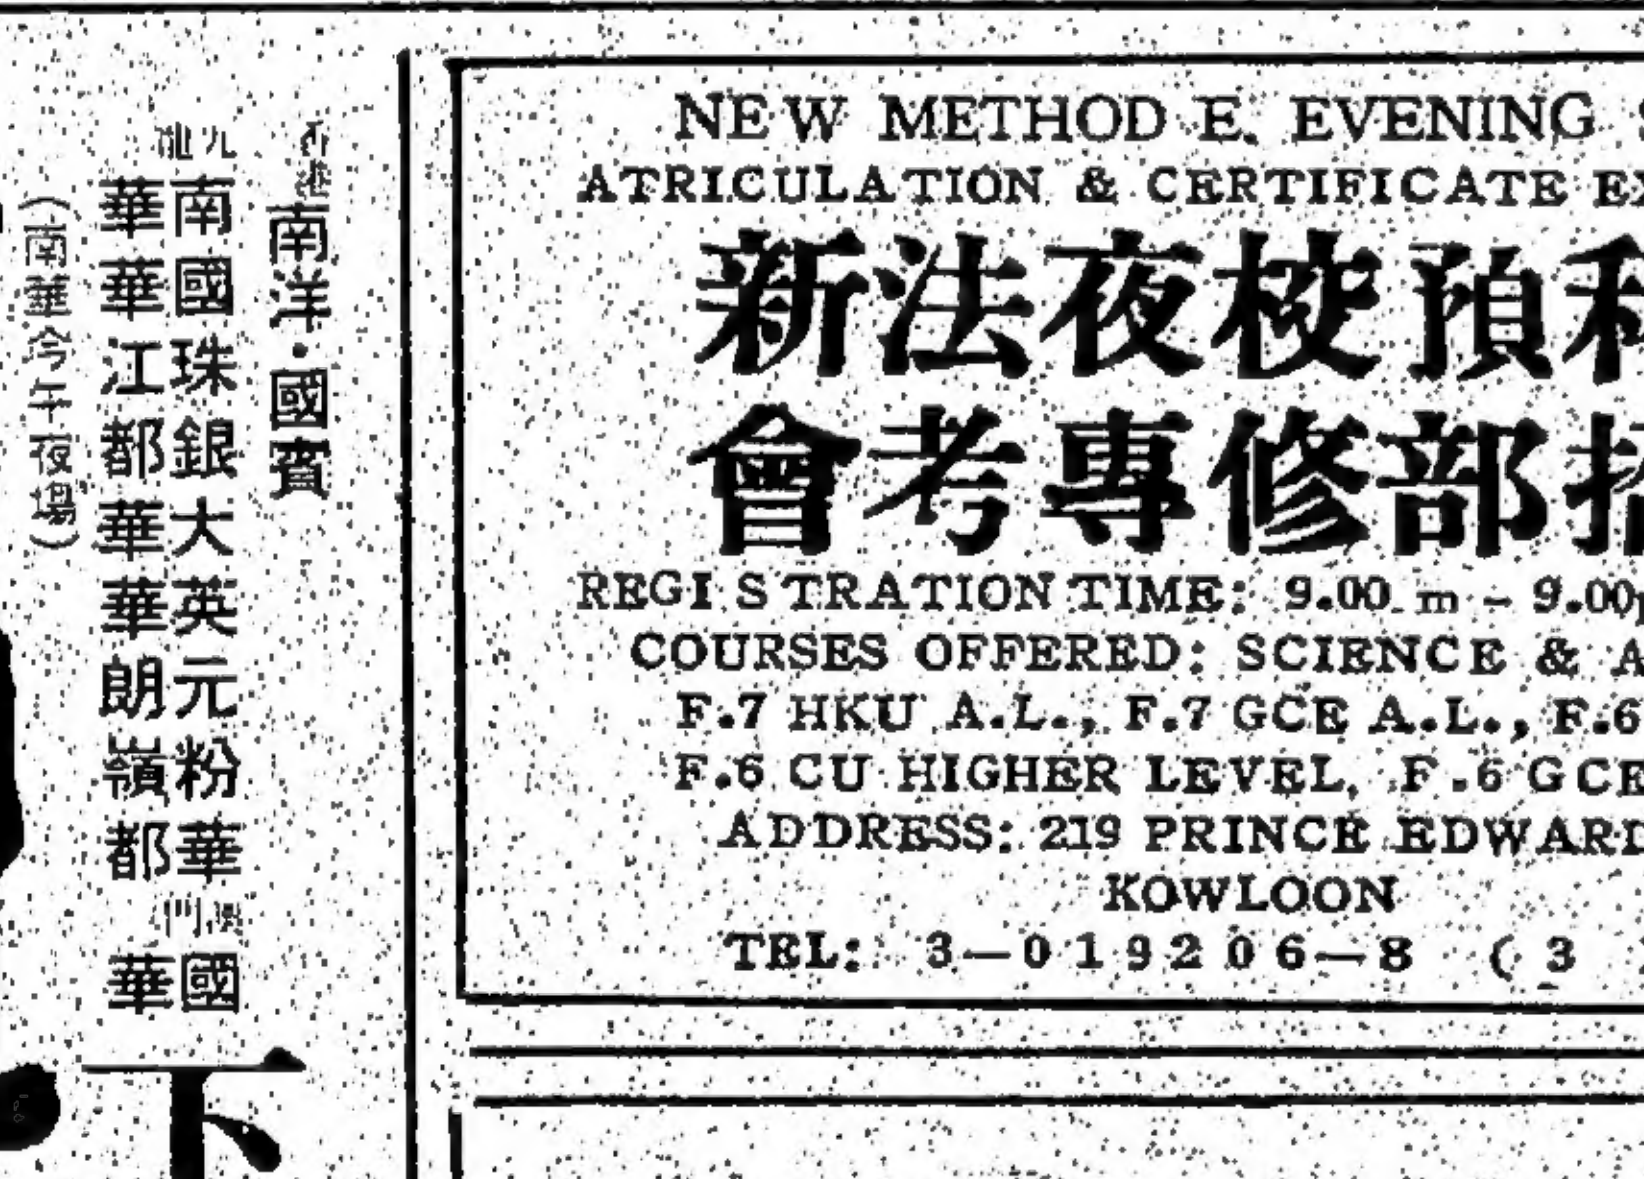 香港
南洋・國賓
九龍
南華
國華
珠江
銀都
大華
英華
元朗
粉嶺
華都
澳門
國華
(南華今午夜場)
下
NEW METHOD E. EVENING
ATRICULATION & CERTIFICATE
新法夜校預
會考專修部
REGISTRATION TIME: 9.00 m - 9.00
COURSES OFFERED: SCIENCE &
F.7 HKU A.L., F.7 GCE A.L., F.6
F.6 CU HIGHER LEVEL, F.6 GCE
ADDRESS: 219 PRINCE EDWARD
KOWLOON
TEL: 3-019206-8 (3